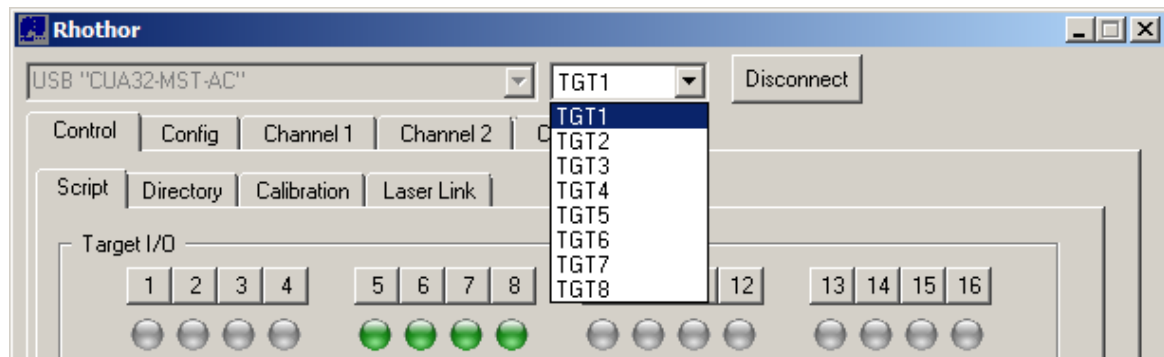 Rhothor
USB "CUA32-MST-AC" TGT1 Disconnect
TGT1
TGT2
TGT3
TGT4
TGT5
TGT6
TGT7
TGT8
Control Config Channel 1 Channel 2
Script Directory Calibration Laser Link
Target I/O
1 2 3 4 5 6 7 8 12 13 14 15 16